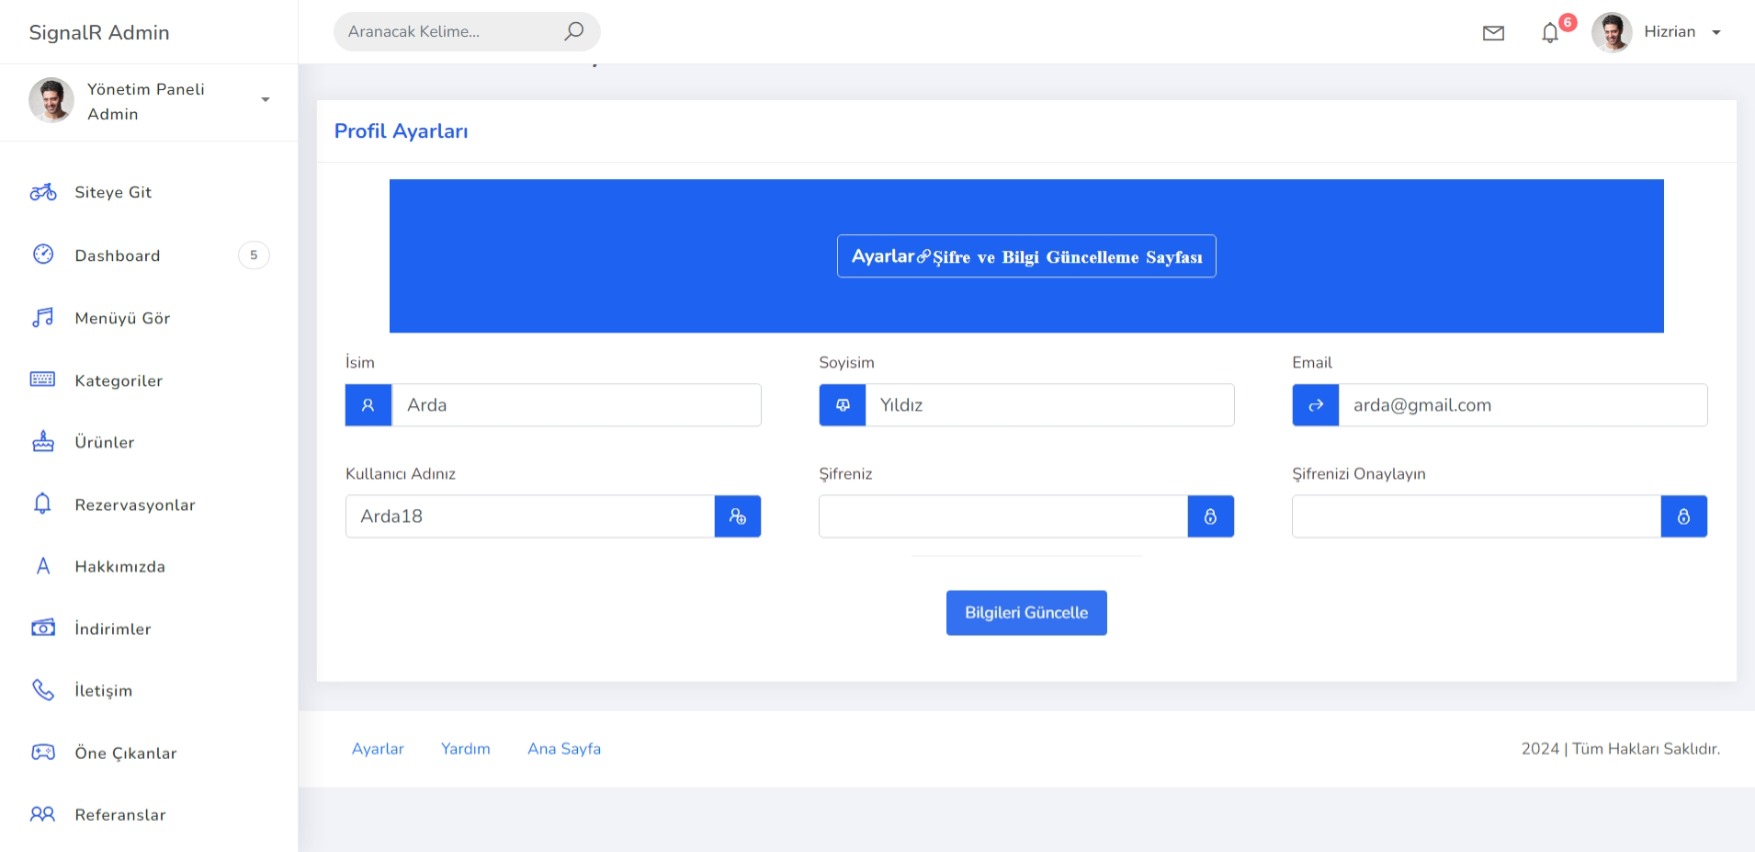 SignalR Admin
Aranacak Kelime...
6
Hizrian
Yönetim Paneli
Admin
Siteye Git
Dashboard
5
Menüyü Gör
Kategoriler
Ürünler
Rezervasyonlar
Hakkımızda
İndirimler
İletişim
Öne Çıkanlar
Referanslar
Profil Ayarları
Ayarlar Şifre ve Bilgi Güncelleme Sayfası
İsim
Soyisim
Email
Arda
Yıldız
arda@gmail.com
Kullanıcı Adınız
Şifreniz
Şifrenizi Onaylayın
Arda18
Bilgileri Güncelle
Ayarlar
Yardım
Ana Sayfa
2024 | Tüm Hakları Saklıdır.